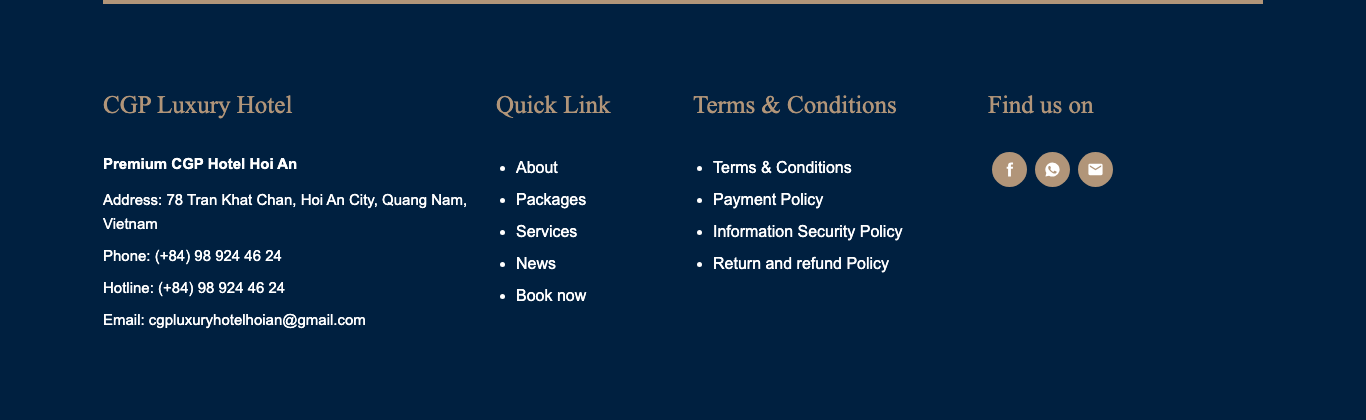 CGP Luxury Hotel
Premium CGP Hotel Hoi An
Address: 78 Tran Khat Chan, Hoi An City, Quang Nam,
Vietnam
Phone: (+84) 98 924 46 24
Hotline: (+84) 98 924 46 24
Email: cgpluxuryhotelhoian@gmail.com
Quick Link
About
Packages
Services
News
Book now
Terms & Conditions
Terms & Conditions
Payment Policy
Information Security Policy
Return and refund Policy
Find us on